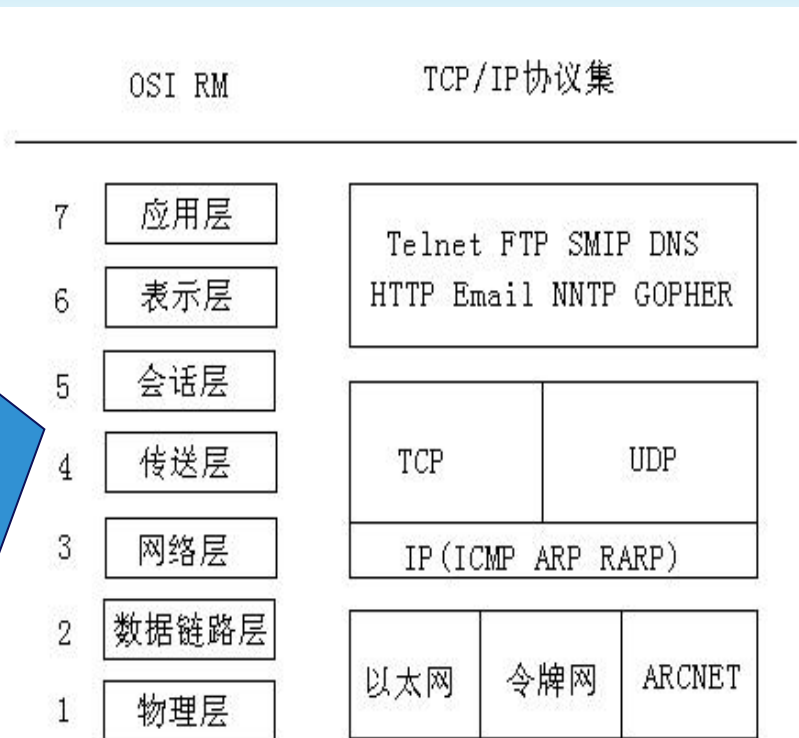 OSI RM TCP/IP协议集
7 应用层
Telnet FTP SMIP DNS
6 表示层
HTTP Email NNTP GOPHER
5 会话层
4 传送层
TCP UDP
3 网络层
IP(ICMP ARP RARP)
2 数据链路层
以太网 令牌网 ARCNET
1 物理层